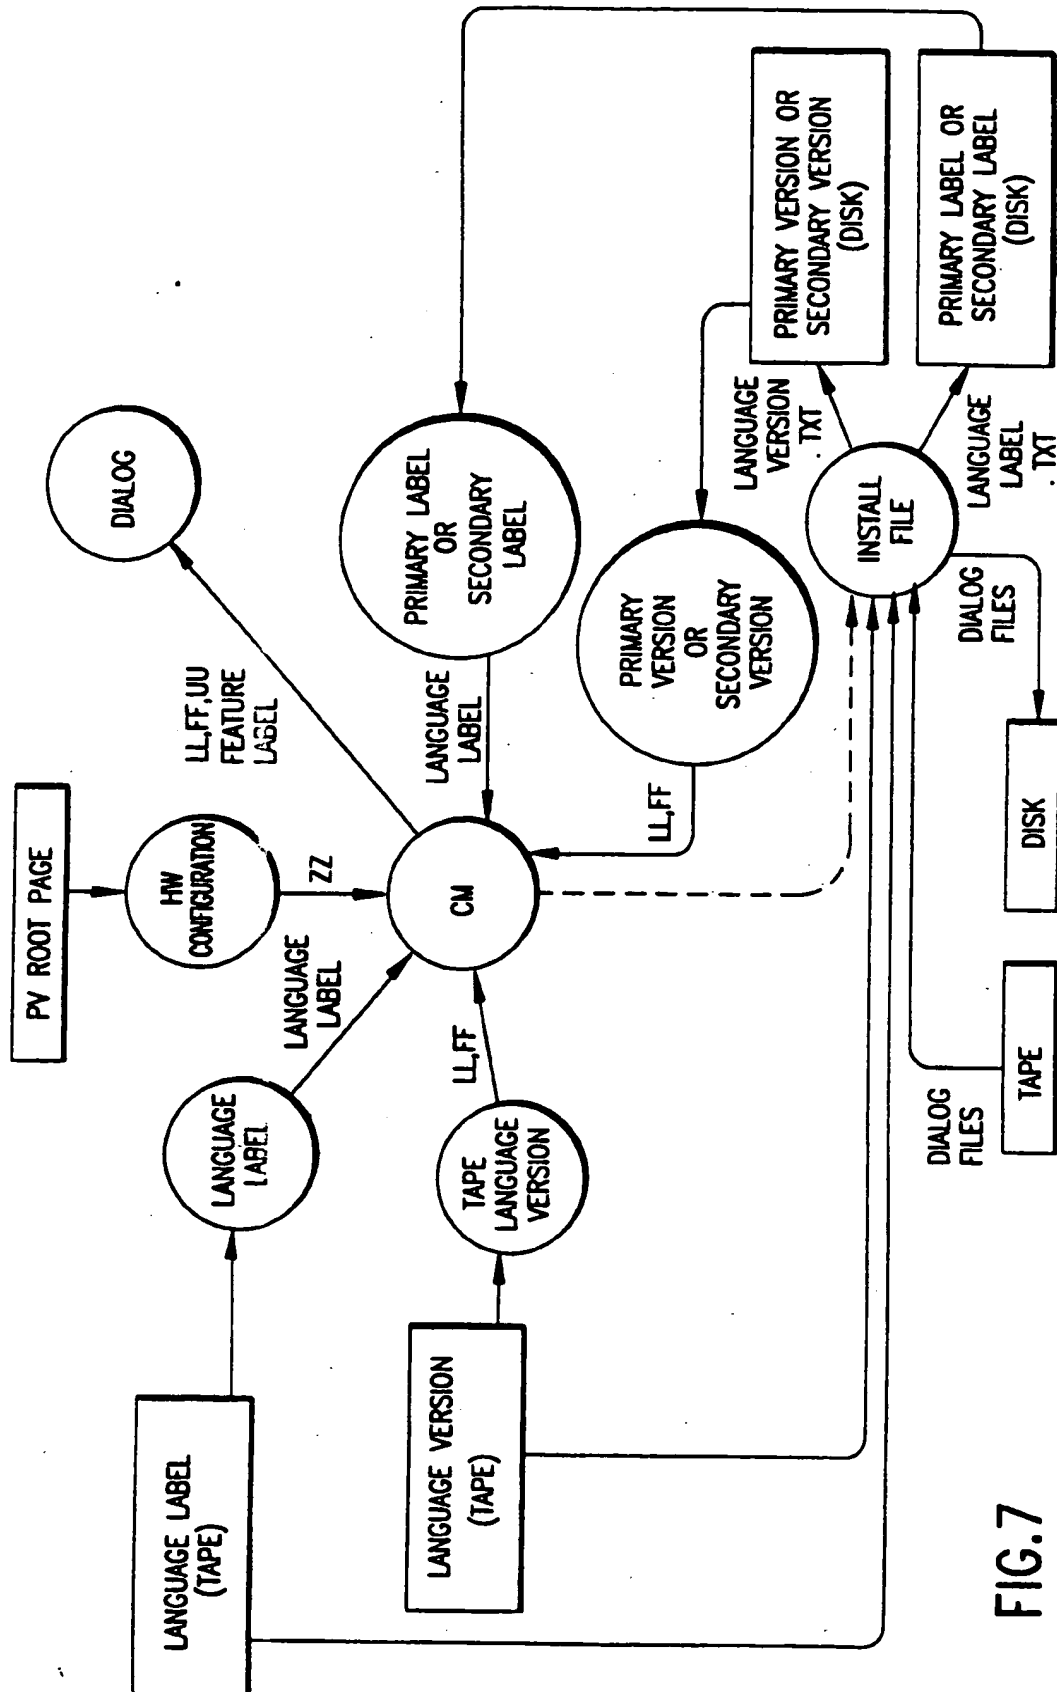 PV ROOT PAGE
HW
CONFIGURATION
ZZ
LL,FF,UU
FEATURE
LABEL
DIALOG
LANGUAGE LABEL
(TAPE)
LANGUAGE
LABEL
LANGUAGE
LABEL
CM
LANGUAGE
LABEL
PRIMARY LABEL
OR
SECONDARY
LABEL
LANGUAGE VERSION
(TAPE)
TAPE
LANGUAGE
VERSION
LL,FF
LL,FF
PRIMARY
VERSION
OR
SECONDARY
VERSION
LANGUAGE
VERSION
.TXT
PRIMARY VERSION OR
SECONDARY VERSION
(DISK)
INSTALL
FILE
LANGUAGE
LABEL
.TXT
PRIMARY LABEL OR
SECONDARY LABEL
(DISK)
DIALOG
FILES
TAPE
DIALOG
FILES
DISK
FIG.7